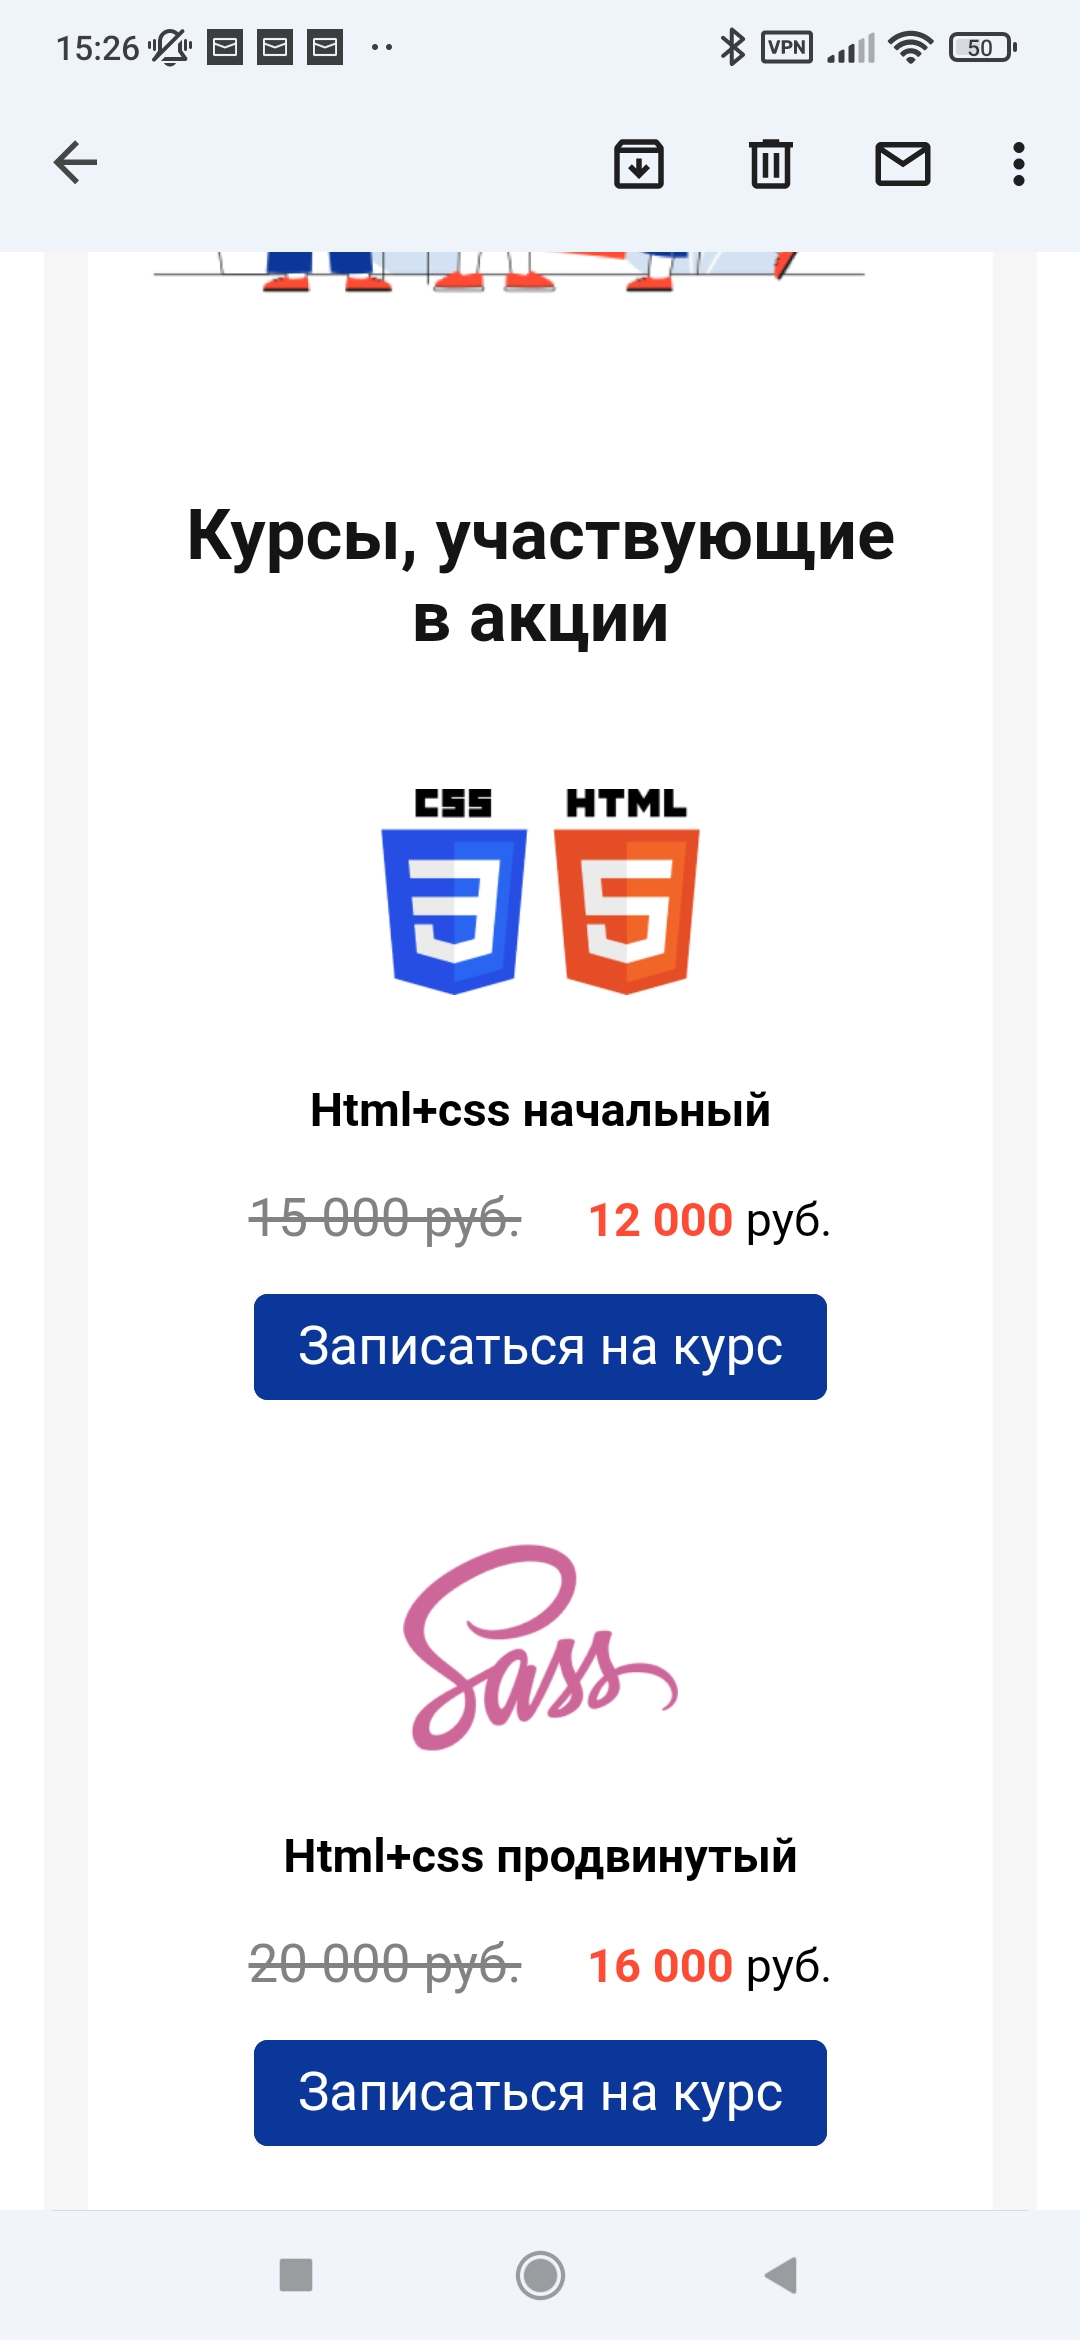 15:26
VPN
50
Курсы, участвующие
в акции
CSS HTML
Html+css начальный
15 000 руб. 12 000 руб.
Записаться на курс
Sass
Html+css продвинутый
20 000 руб. 16 000 руб.
Записаться на курс